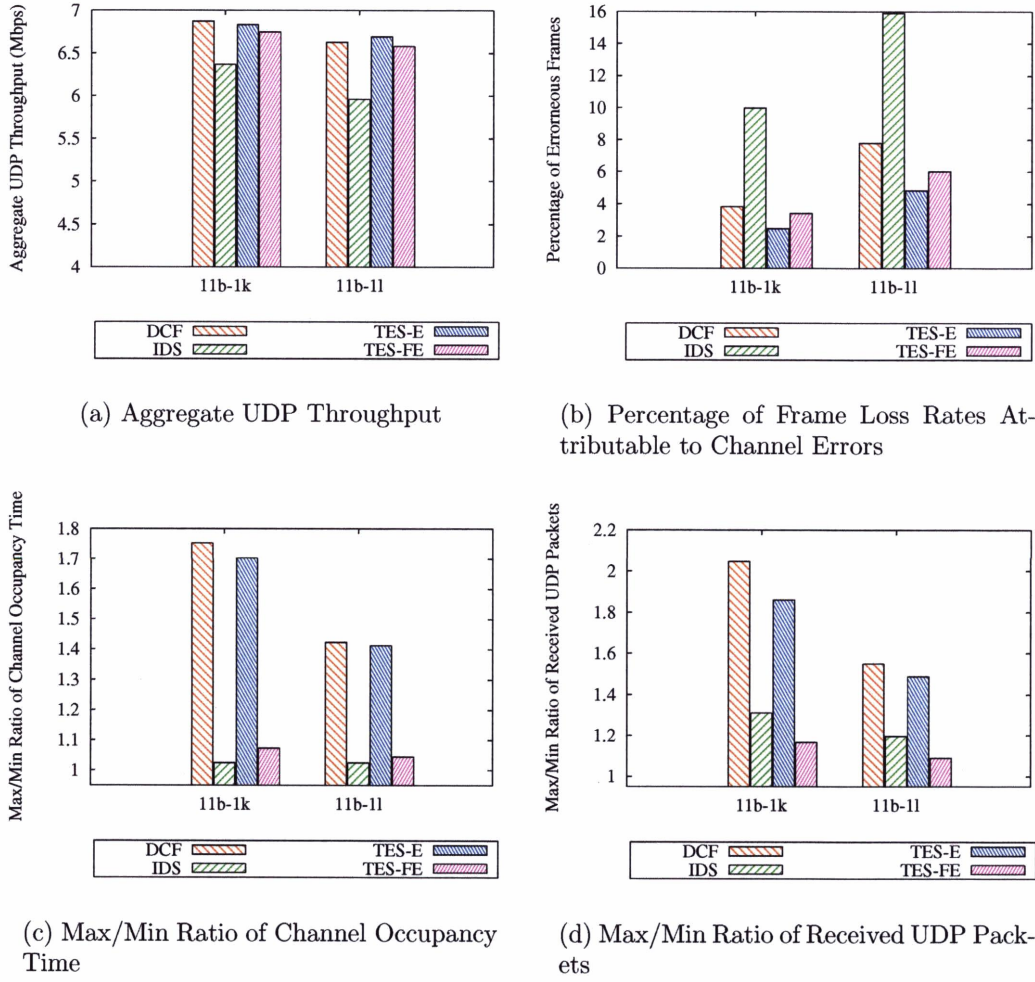 Aggregate UDP Throughput (Mbps)
7
6.5
6
5.5
5
4.5
4
11b-1k 11b-1l
DCF TES-E
IDS TES-FE
(a) Aggregate UDP Throughput
Percentage of Errorneous Frames
16
14
12
10
8
6
4
2
0
11b-1k 11b-1l
DCF TES-E
IDS TES-FE
(b) Percentage of Frame Loss Rates At-
tributable to Channel Errors
Max/Min Ratio of Channel Occupancy Time
1.8
1.7
1.6
1.5
1.4
1.3
1.2
1.1
1
11b-1k 11b-1l
DCF TES-E
IDS TES-FE
(c) Max/Min Ratio of Channel Occupancy
Time
Max/Min Ratio of Received UDP Packets
2.2
2
1.8
1.6
1.4
1.2
1
11b-1k 11b-1l
DCF TES-E
IDS TES-FE
(d) Max/Min Ratio of Received UDP Pack-
ets